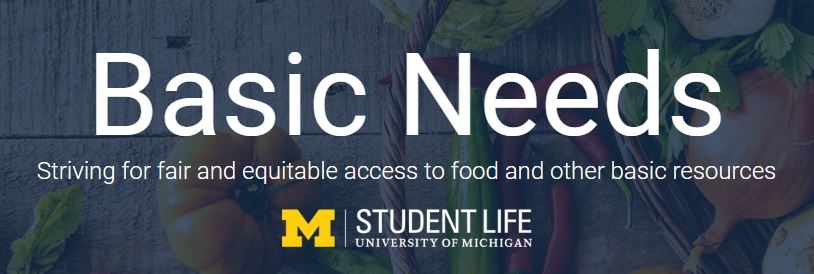 Basic Needs
Striving for fair and equitable access to food and other basic resources
M STUDENT LIFE
UNIVERSITY OF MICHIGAN